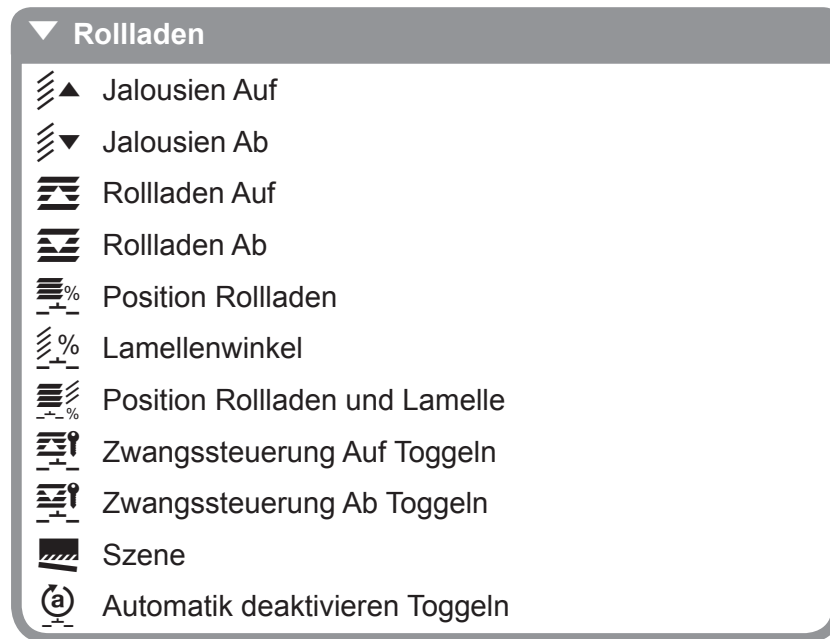 Rollladen
Jalousien Auf
Jalousien Ab
Rollladen Auf
Rollladen Ab
% Position Rollladen
% Lamellenwinkel
% Position Rollladen und Lamelle
Zwangssteuerung Auf Toggeln
Zwangssteuerung Ab Toggeln
Szene
a Automatik deaktivieren Toggeln